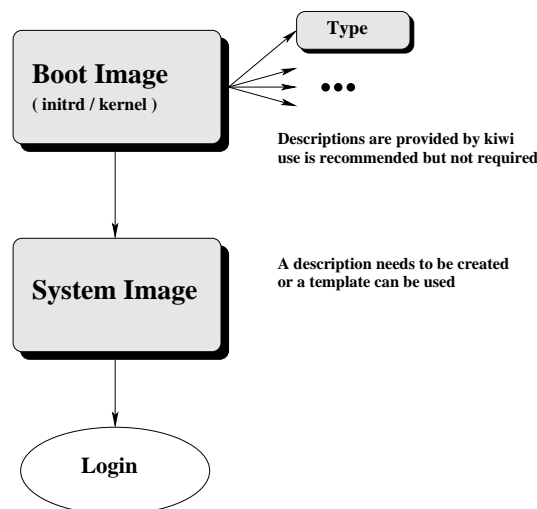 Type
Boot Image
( initrd / kernel )
Descriptions are provided by kiwi
use is recommended but not required
System Image
A description needs to be created
or a template can be used
Login